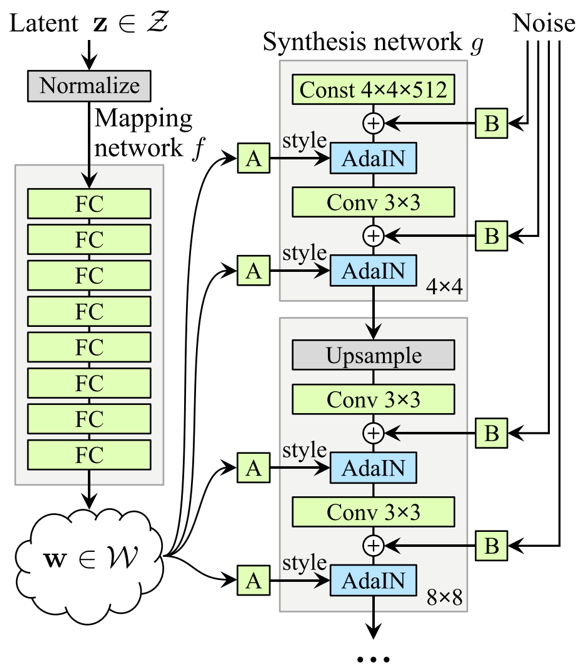 Latent z ∈ 𝒵
Normalize
Mapping
network f
FC
FC
FC
FC
FC
FC
FC
FC
w ∈ 𝒲
Synthesis network g
Noise
Const 4×4×512
+
B
A
style
AdaIN
Conv 3×3
+
B
A
style
AdaIN
4×4
Upsample
Conv 3×3
+
B
A
style
AdaIN
Conv 3×3
+
B
A
style
AdaIN
8×8
...